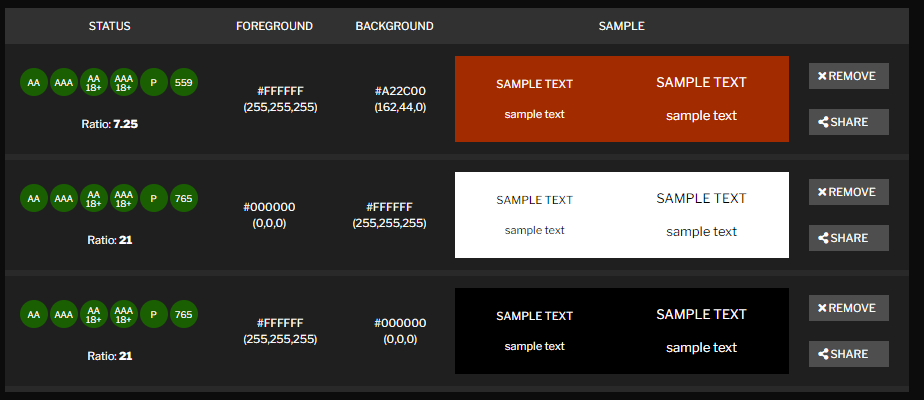 STATUS FOREGROUND BACKGROUND SAMPLE
AA AAA AA 18+ AAA 18+ P 559
Ratio: 7.25
#FFFFFF
(255,255,255)
#A22C00
(162,44,0)
SAMPLE TEXT SAMPLE TEXT
sample text sample text
REMOVE
SHARE
AA AAA AA 18+ AAA 18+ P 765
Ratio: 21
#000000
(0,0,0)
#FFFFFF
(255,255,255)
SAMPLE TEXT SAMPLE TEXT
sample text sample text
REMOVE
SHARE
AA AAA AA 18+ AAA 18+ P 765
Ratio: 21
#FFFFFF
(255,255,255)
#000000
(0,0,0)
SAMPLE TEXT SAMPLE TEXT
sample text sample text
REMOVE
SHARE